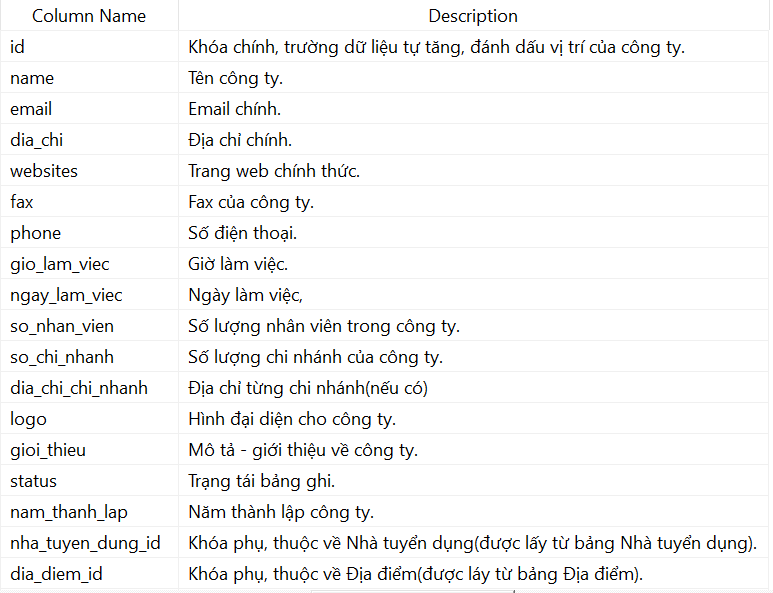 Column Name Description
id Khóa chính, trường dữ liệu tự tăng, đánh dấu vị trí của công ty.
name Tên công ty.
email Email chính.
dia_chi Địa chỉ chính.
websites Trang web chính thức.
fax Fax của công ty.
phone Số điện thoại.
gio_lam_viec Giờ làm việc.
ngay_lam_viec Ngày làm việc,
so_nhan_vien Số lượng nhân viên trong công ty.
so_chi_nhanh Số lượng chi nhánh của công ty.
dia_chi_chi_nhanh Địa chỉ từng chi nhánh(nếu có)
logo Hình đại diện cho công ty.
gioi_thieu Mô tả - giới thiệu về công ty.
status Trạng tái bảng ghi.
nam_thanh_lap Năm thành lập công ty.
nha_tuyen_dung_id Khóa phụ, thuộc về Nhà tuyển dụng(được lấy từ bảng Nhà tuyển dụng).
dia_diem_id Khóa phụ, thuộc về Địa điểm(được láy từ bảng Địa điểm).